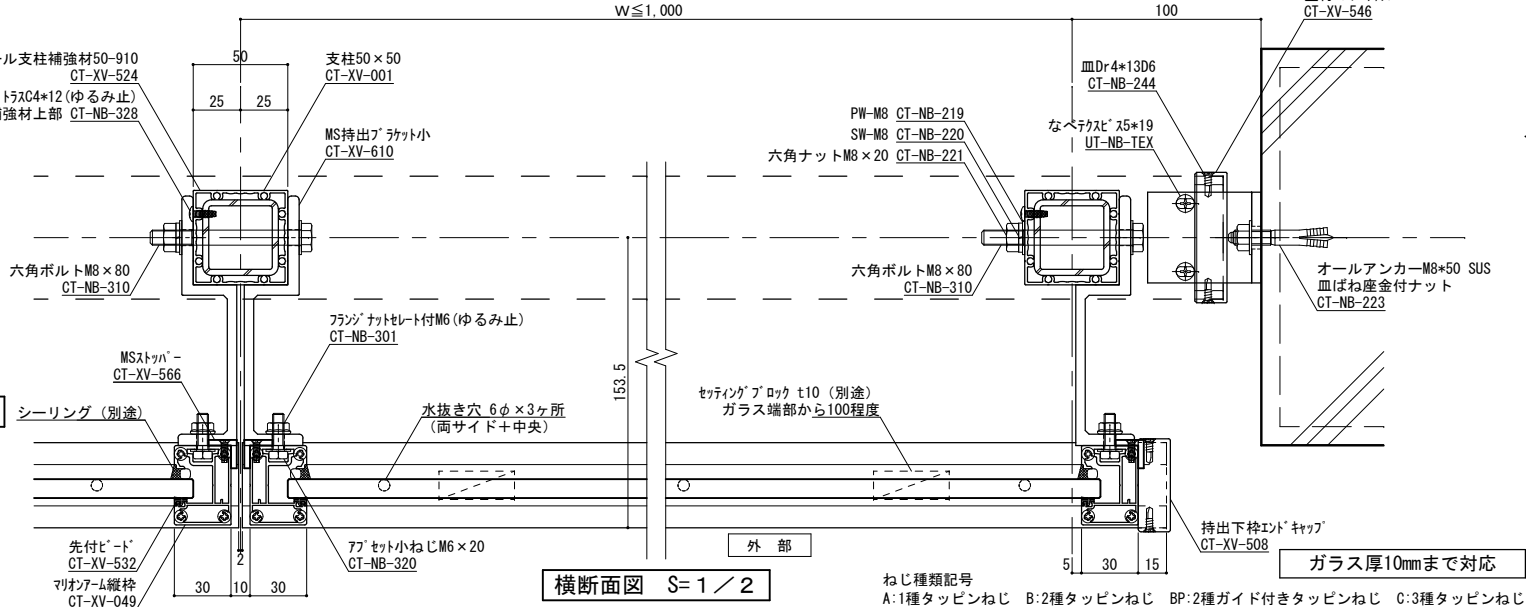 W≦1,000
100
CT-XV-546
ル支柱補強材50-910
CT-XV-524
トラスC4*12(ゆるみ止)
強材上部 CT-NB-328
50
25
25
支柱50×50
CT-XV-001
MS持出ブラケット小
CT-XV-610
皿Dr4*13D6
CT-NB-244
PW-M8 CT-NB-219
SW-M8 CT-NB-220
六角ナットM8×20 CT-NB-221
なべテクスビス5*19
UT-NB-TEX
六角ボルトM8×80
CT-NB-310
六角ボルトM8×80
CT-NB-310
オールアンカーM8*50 SUS
皿ばね座金付ナット
CT-NB-223
フランジナットセレート付M6(ゆるみ止)
CT-NB-301
MSストッパー
CT-XV-566
153.5
シーリング（別途）
水抜き穴 6φ×3ヶ所
（両サイド＋中央）
セッティングブロック t10（別途）
ガラス端部から100程度
先付ビード
CT-XV-532
マリオンアーム縦枠
CT-XV-049
30
10
30
2
アプセット小ねじM6×20
CT-NB-320
外 部
5
30
15
持出下枠エンドキャップ
CT-XV-508
ガラス厚10mmまで対応
横断面図 S=1／2
ねじ種類記号
A:1種タッピンねじ B:2種タッピンねじ BP:2種ガイド付きタッピンねじ C:3種タッピンねじ